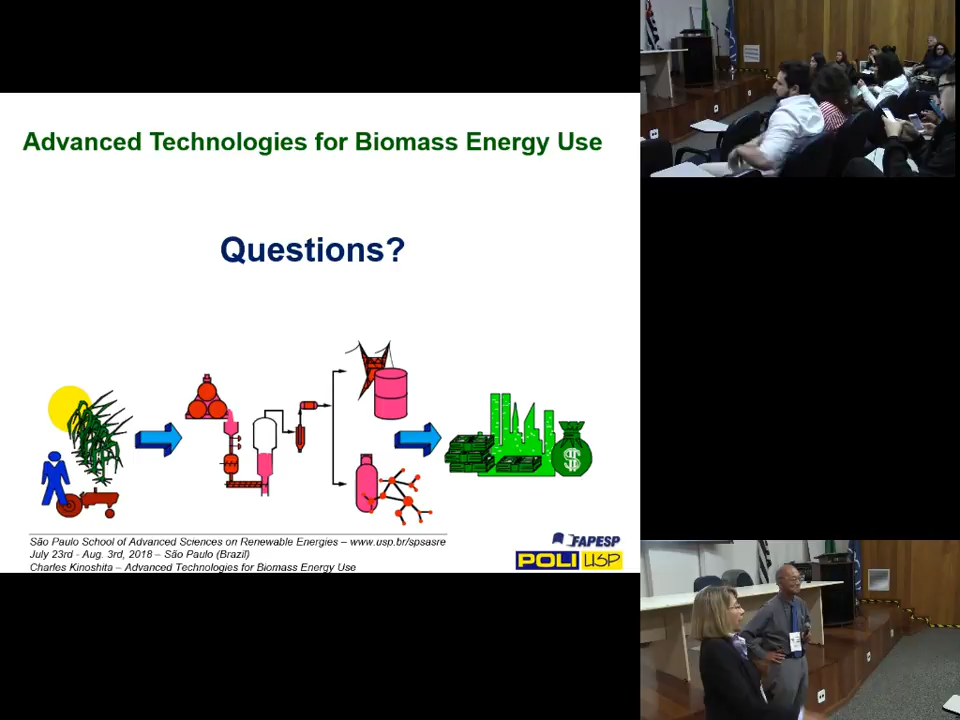 Advanced Technologies for Biomass Energy Use
Questions?
$
São Paulo School of Advanced Sciences on Renewable Energies – www.usp.br/spsasre
July 23rd - Aug. 3rd, 2018 – São Paulo (Brazil)
Charles Kinoshita – Advanced Technologies for Biomass Energy Use
FAPESP
POLI USP